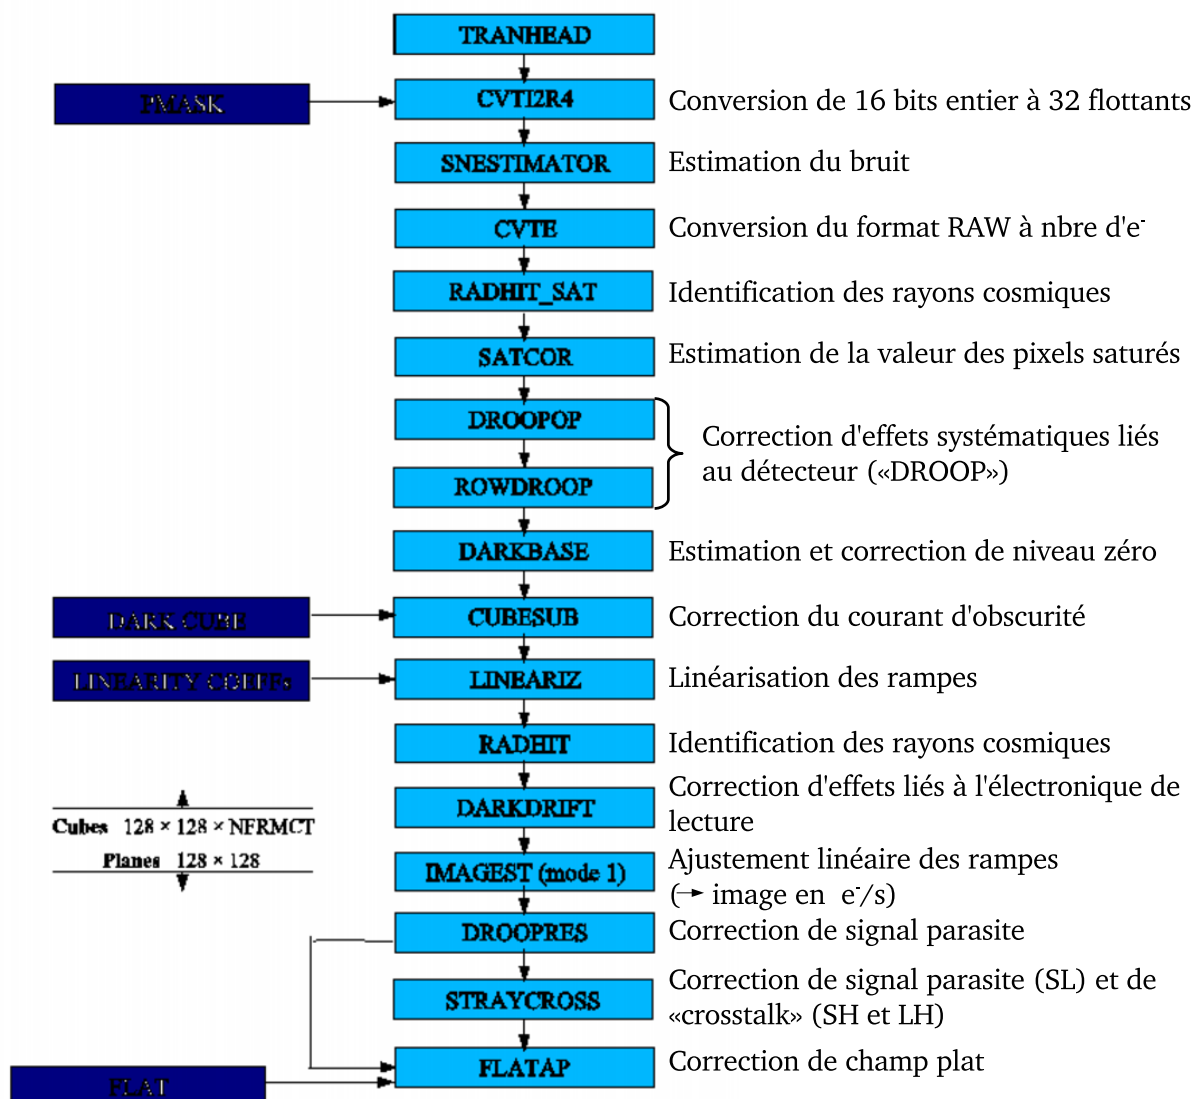 TRANHEAD
PMASK
CVTI2R4
Conversion de 16 bits entier à 32 flottants
SNESTIMATOR
Estimation du bruit
CVTE
Conversion du format RAW à nbre d'e-
RADHIT_SAT
Identification des rayons cosmiques
SATCOR
Estimation de la valeur des pixels saturés
DROOPOP
Correction d'effets systématiques liés
au détecteur («DROOP»)
ROWDROOP
DARKBASE
Estimation et correction de niveau zéro
DARK CUBE
CUBESUB
Correction du courant d'obscurité
LINEARITY COEFFs
LINEARIZ
Linéarisation des rampes
RADHIT
Identification des rayons cosmiques
DARKDRIFT
Correction d'effets liés à l'électronique de
lecture
Cubes 128 × 128 × NFRMCT
Planes 128 × 128
IMAGEST (mode 1)
Ajustement linéaire des rampes
(→ image en e-/s)
DROOPRES
Correction de signal parasite
STRAYCROSS
Correction de signal parasite (SL) et de
«crosstalk» (SH et LH)
FLATAP
Correction de champ plat
FLAT